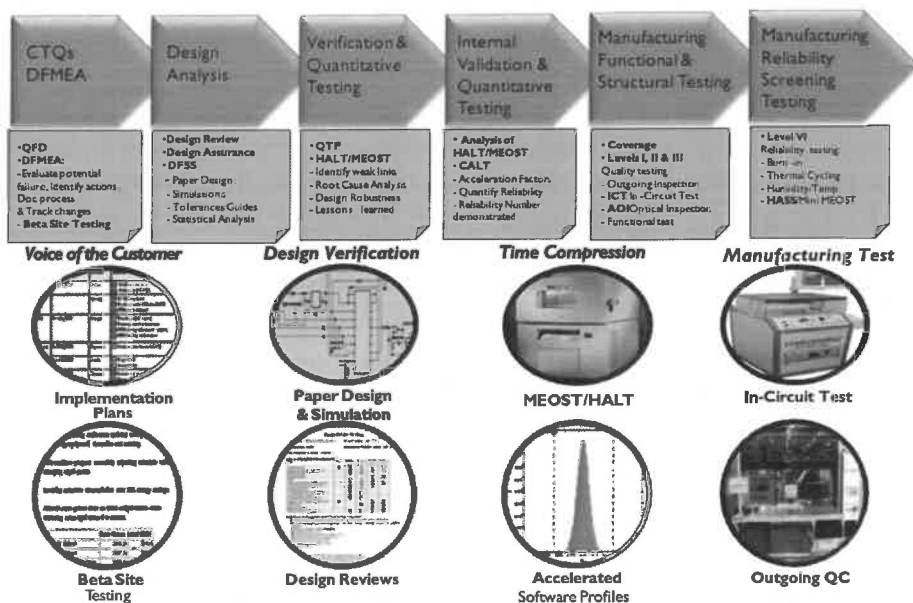 CTQs
DFMEA
Design
Analysis
Verification &
Quantitative
Testing
Internal
Validation &
Quantitative
Testing
Manufacturing
Functional &
Structural Testing
Manufacturing
Reliability
Screening
Testing
•QFD
•DFMEA:
-Evaluate potential
failure, identify actions
Doc process
& Track changes
-Beta Site Testing
•Design Review
Design Assurance
•DFSS
- Paper Design
- Simulations
- Tolerances Guides
- Statistical Analysis
•QTP
•HALT/MEOST
- Identify weak links
- Root Cause Analysis
- Design Robustness
- Lessons learned
• Analysis of
HALT/MEOST
•CALT
- Acceleration Factor.
- Quantify Reliability
- Reliability Number
demonstrated
• Coverage
•Levels I, II & III
Quality testing
- Outgoing Inspection
-ICT In-Circuit Test
-ADIOptical Inspection.
- Functional test
•Level VI
Reliability testing:
- Burn-in
- Thermal Cycling
- Humidity/Temp
-HASS/Mini MEOST
Voice of the Customer
Design Verification
Time Compression
Manufacturing Test
Implementation
Plans
Paper Design
& Simulation
MEOST/HALT
In-Circuit Test
Beta Site
Testing
Design Reviews
Accelerated
Software Profiles
Outgoing QC